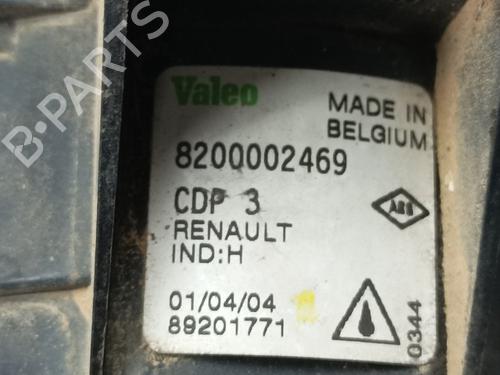 B-PARTS
Valeo
MADE IN
BELGIUM
8200002469
CDP 3
RENAULT
IND:H
01/04/04
89201771
0344